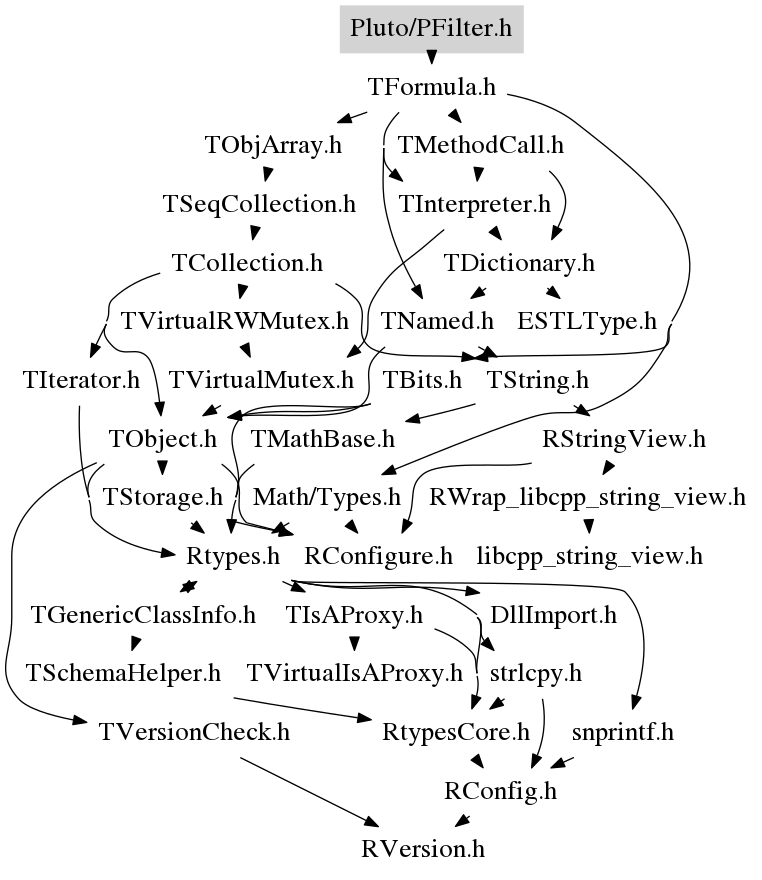 Pluto/PFilter.h
TFormula.h
TObjArray.h TMethodCall.h
TSeqCollection.h TInterpreter.h
TCollection.h TDictionary.h
TVirtualRWMutex.h TNamed.h ESTLType.h
TIterator.h TVirtualMutex.h TBits.h TString.h
TObject.h TMathBase.h RStringView.h
TStorage.h Math/Types.h RWrap_libcpp_string_view.h
Rtypes.h RConfigure.h libcpp_string_view.h
TGenericClassInfo.h TIsAProxy.h DllImport.h
TSchemaHelper.h TVirtualIsAProxy.h strlcpy.h
TVersionCheck.h RtypesCore.h snprintf.h
RConfig.h
RVersion.h